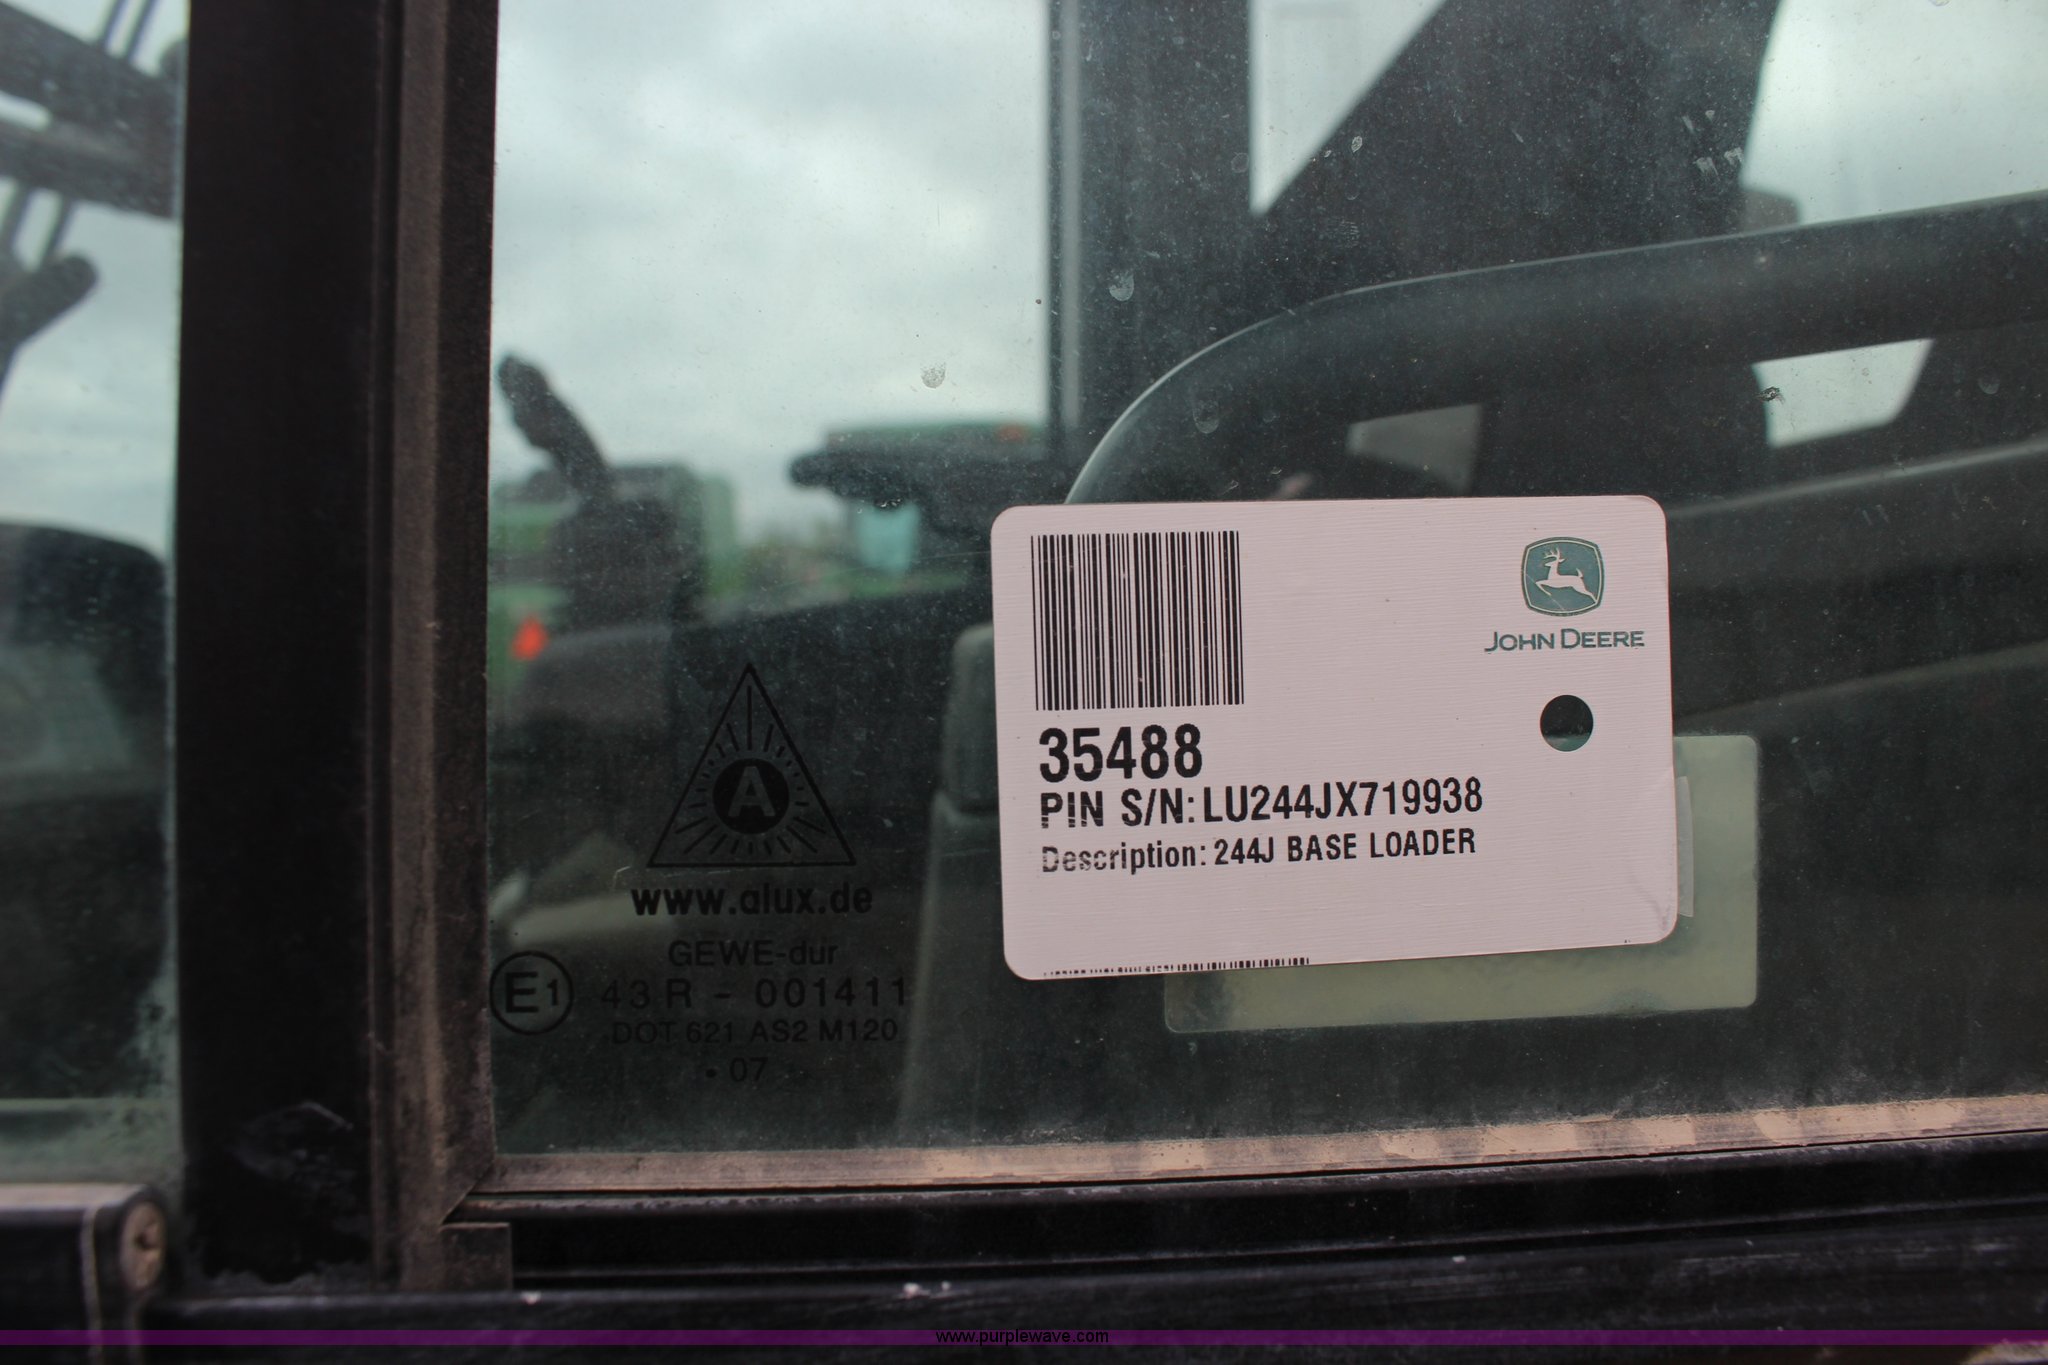 JOHN DEERE
35488
PIN S/N: LU244JX719938
Description: 244J BASE LOADER
A
www.alux.de
GEWE-dur
E1 43 R - 001411
DOT 621 AS2 M120
. 07
www.purplewave.com